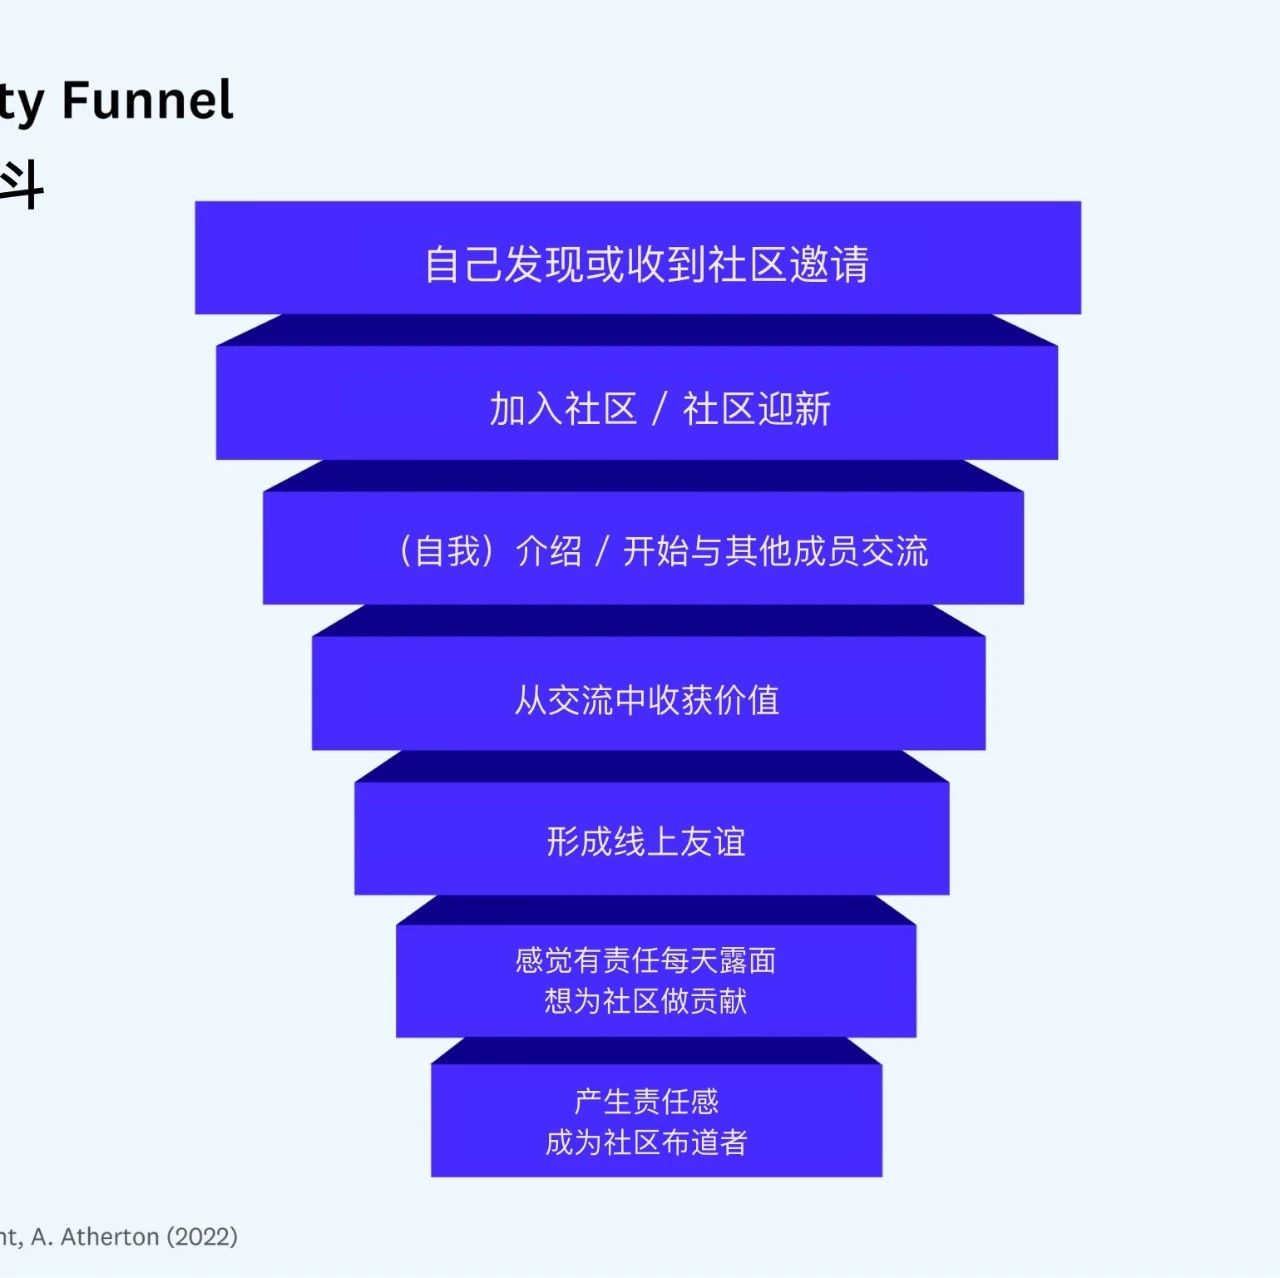 ty Funnel
斗
自己发现或收到社区邀请
加入社区 / 社区迎新
（自我）介绍 / 开始与其他成员交流
从交流中收获价值
形成线上友谊
感觉有责任每天露面
想为社区做贡献
产生责任感
成为社区布道者
nt, A. Atherton (2022)